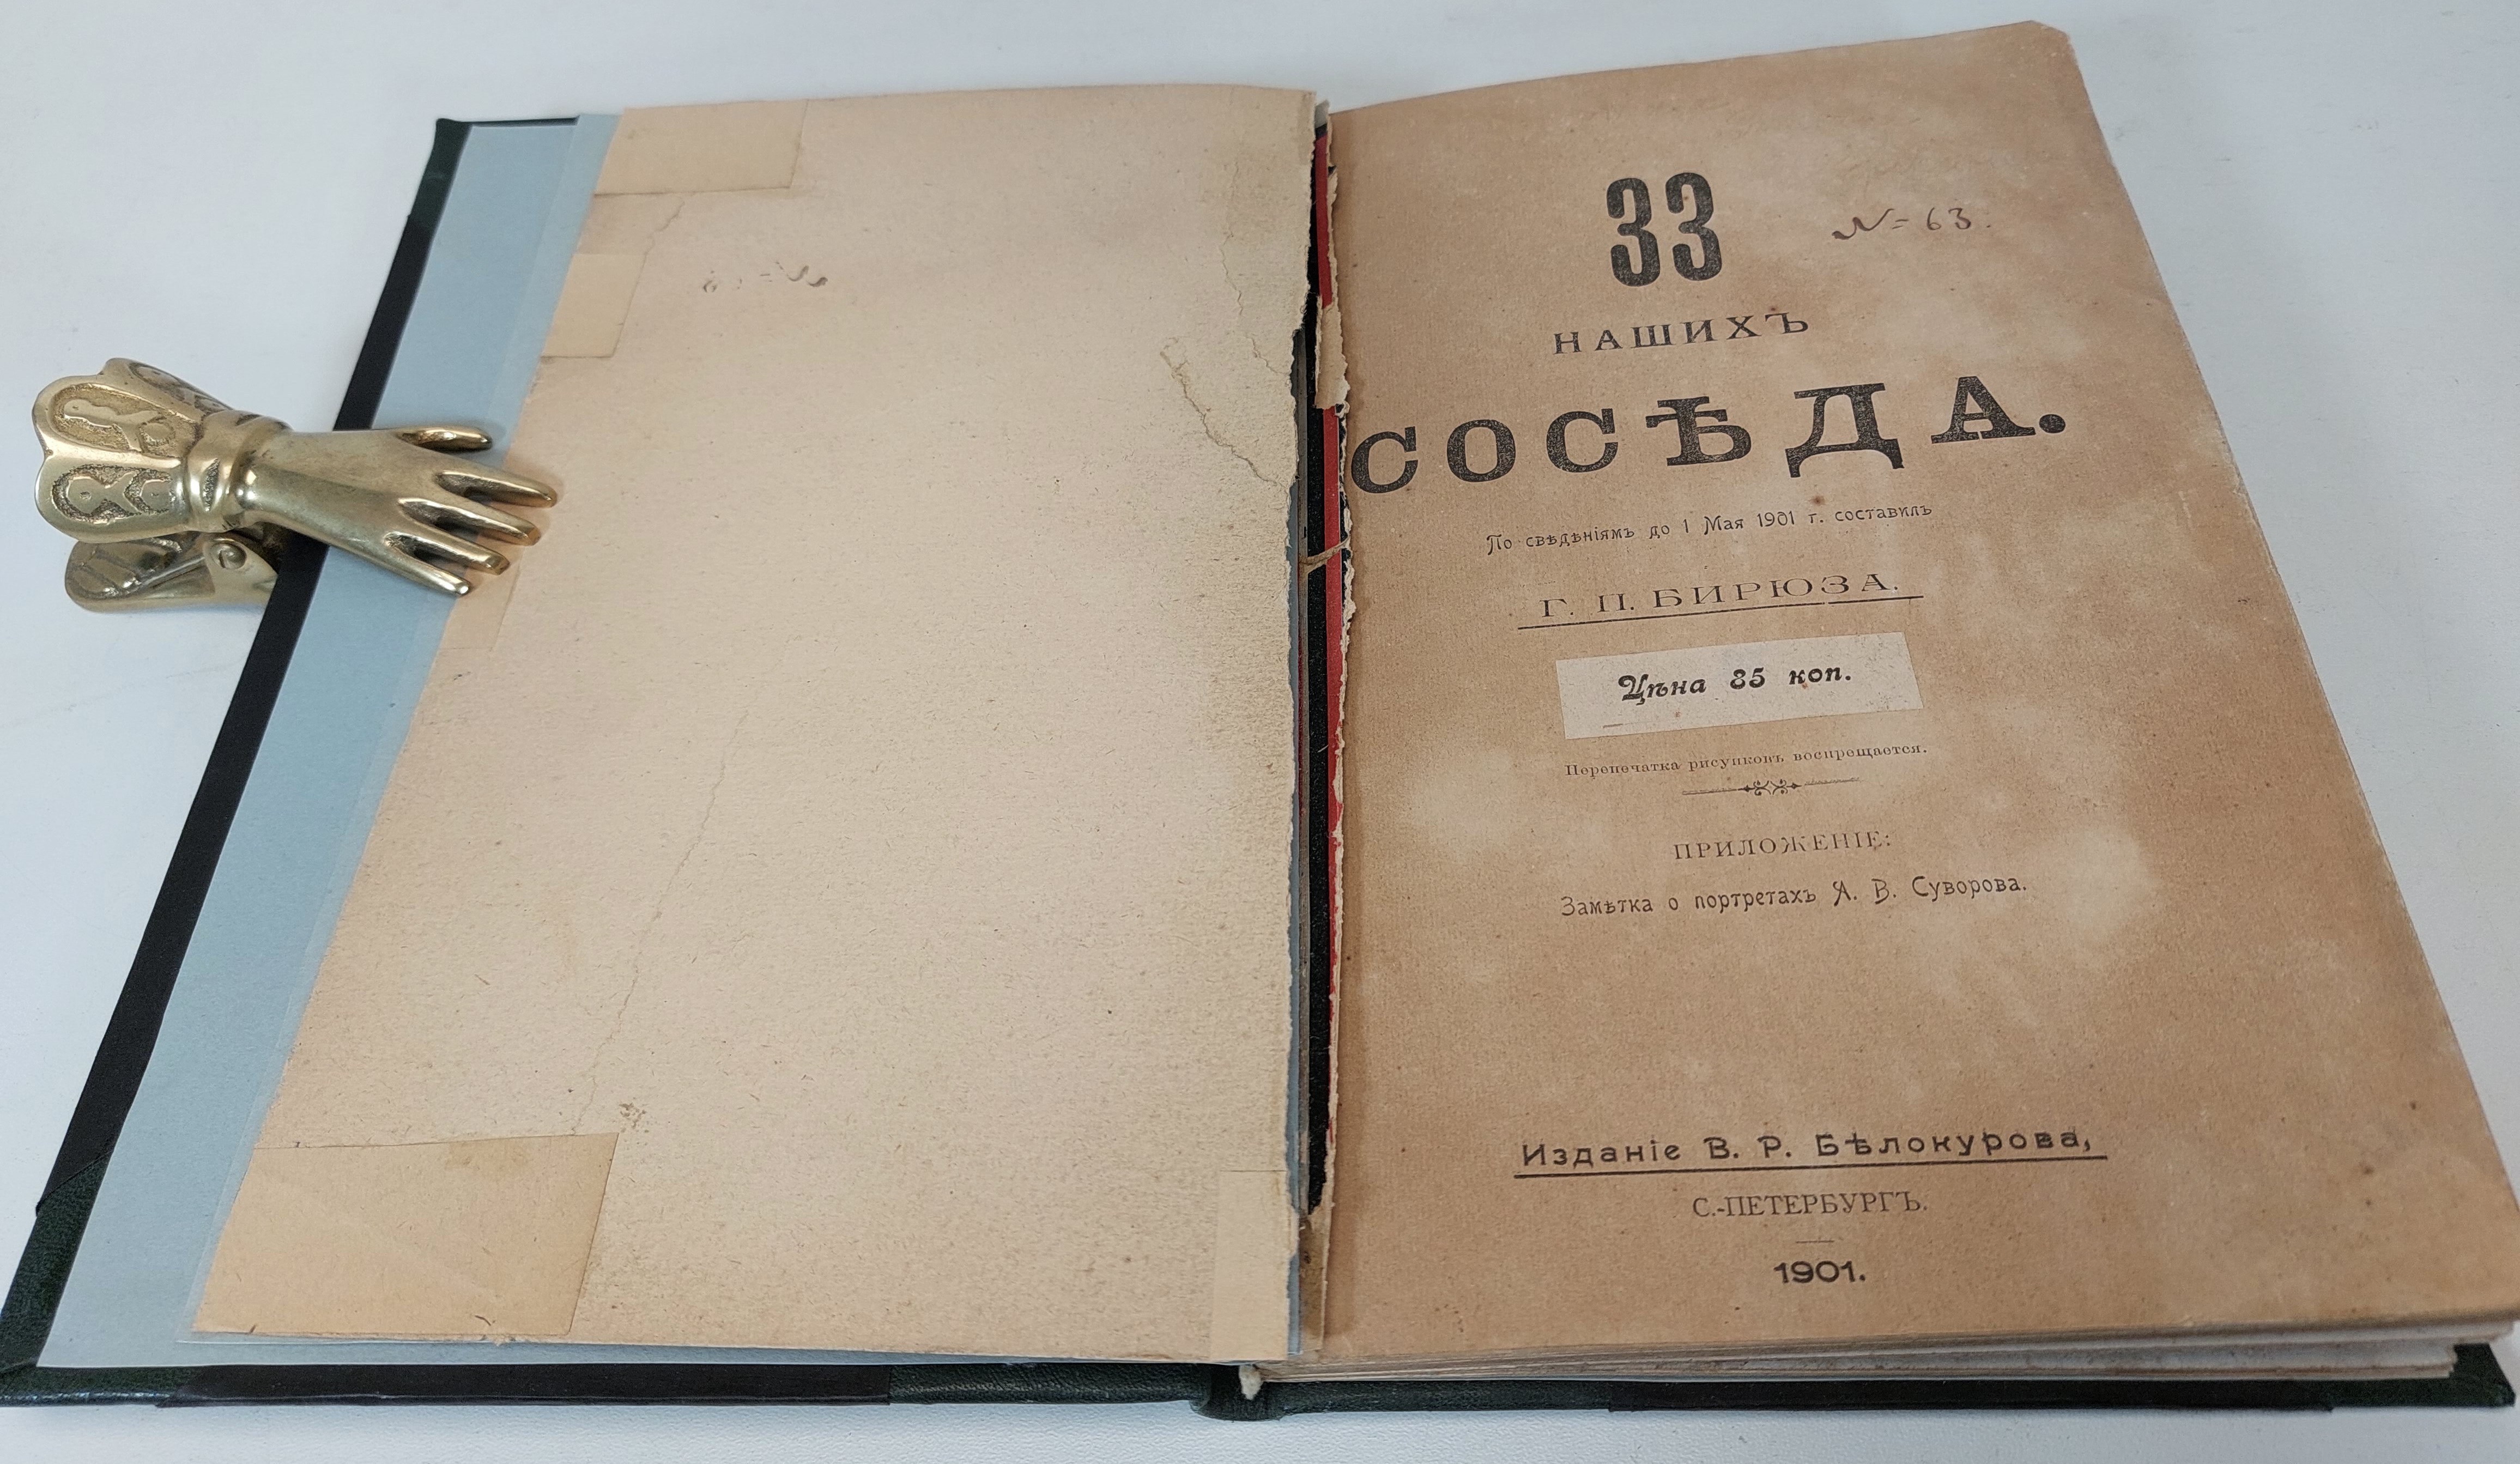 33
N= 63.
НАШИХЪ
СОСѢДА.
По свѣдѣніямъ до 1 Мая 1901 г. составилъ
Г. П. БИРЮЗА.
Цѣна 85 коп.
Перепечатка рисунковъ воспрещается.
ПРИЛОЖЕНІЕ:
Замѣтка о портретахъ А. В. Суворова.
Изданіе В. Р. Бѣлокурова,
С.-ПЕТЕРБУРГЪ.
1901.